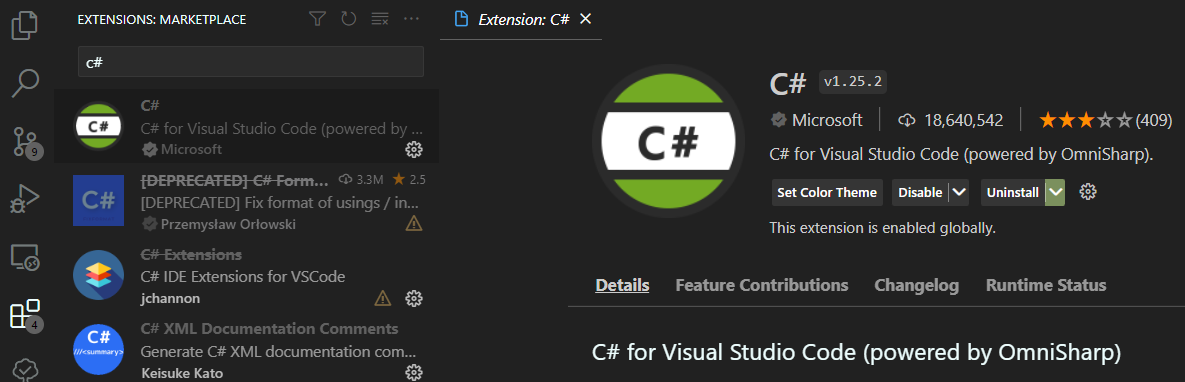 EXTENSIONS: MARKETPLACE
c#
C#
C#
C# for Visual Studio Code (powered by ...
Microsoft
C#
[DEPRECATED] C# Form... 3.3M 2.5
[DEPRECATED] Fix format of usings / in...
Przemysław Orłowski
C# Extensions
C# IDE Extensions for VSCode
jchannon
C#
///<summary>
C# XML Documentation Comments
Generate C# XML documentation com...
Keisuke Kato
9
4
Extension: C#
C#
C# v1.25.2
Microsoft 18,640,542 (409)
C# for Visual Studio Code (powered by OmniSharp).
Set Color Theme Disable Uninstall
This extension is enabled globally.
Details Feature Contributions Changelog Runtime Status
C# for Visual Studio Code (powered by OmniSharp)